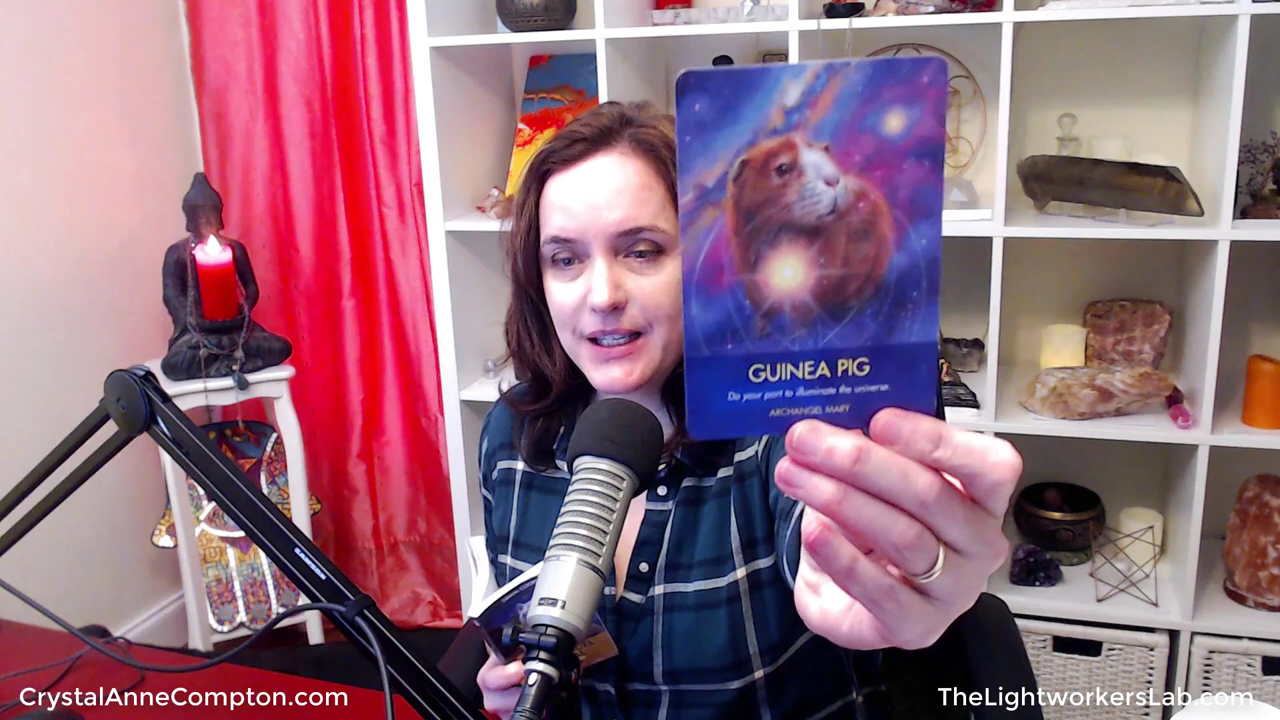 GUINEA PIG
Do your part to illuminate the universe.
ARCHANGEL MARY
CrystalAnneCompton.com
TheLightworkersLab.com